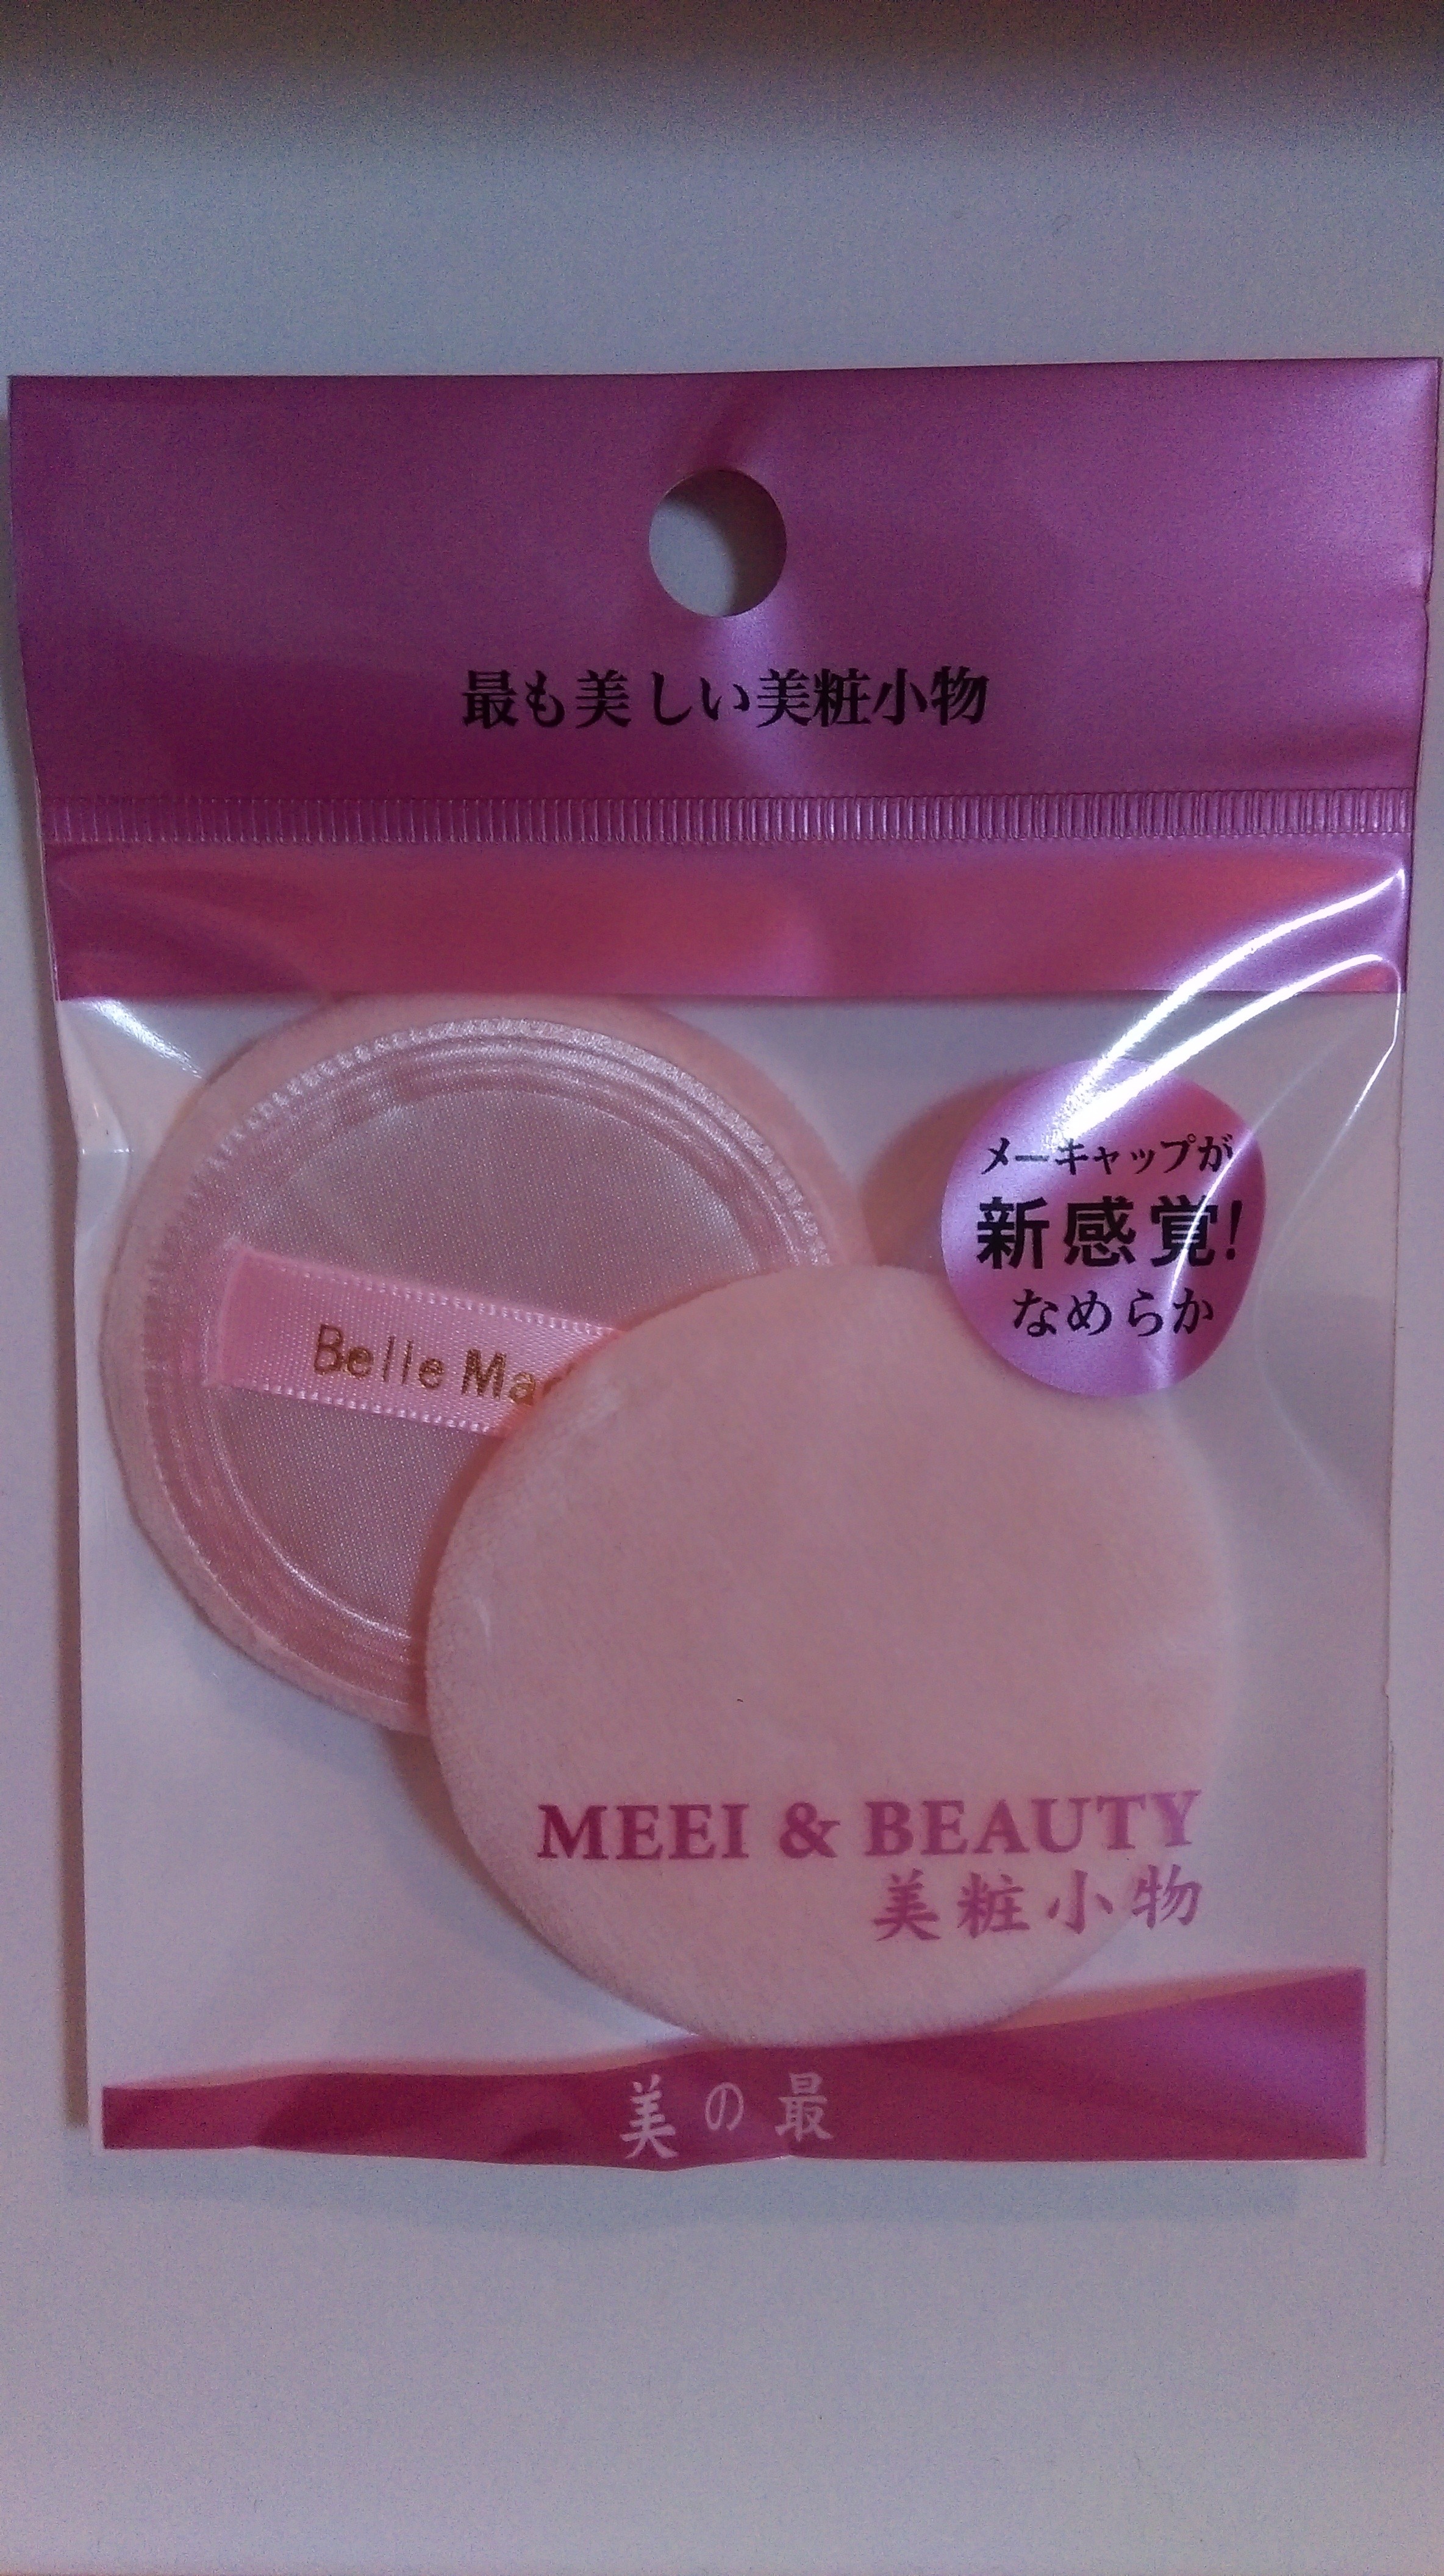 最も美しい美粧小物
メーキャップが
新感覚!
なめらか
Belle
MEEI & BEAUTY
美粧小物
美の最